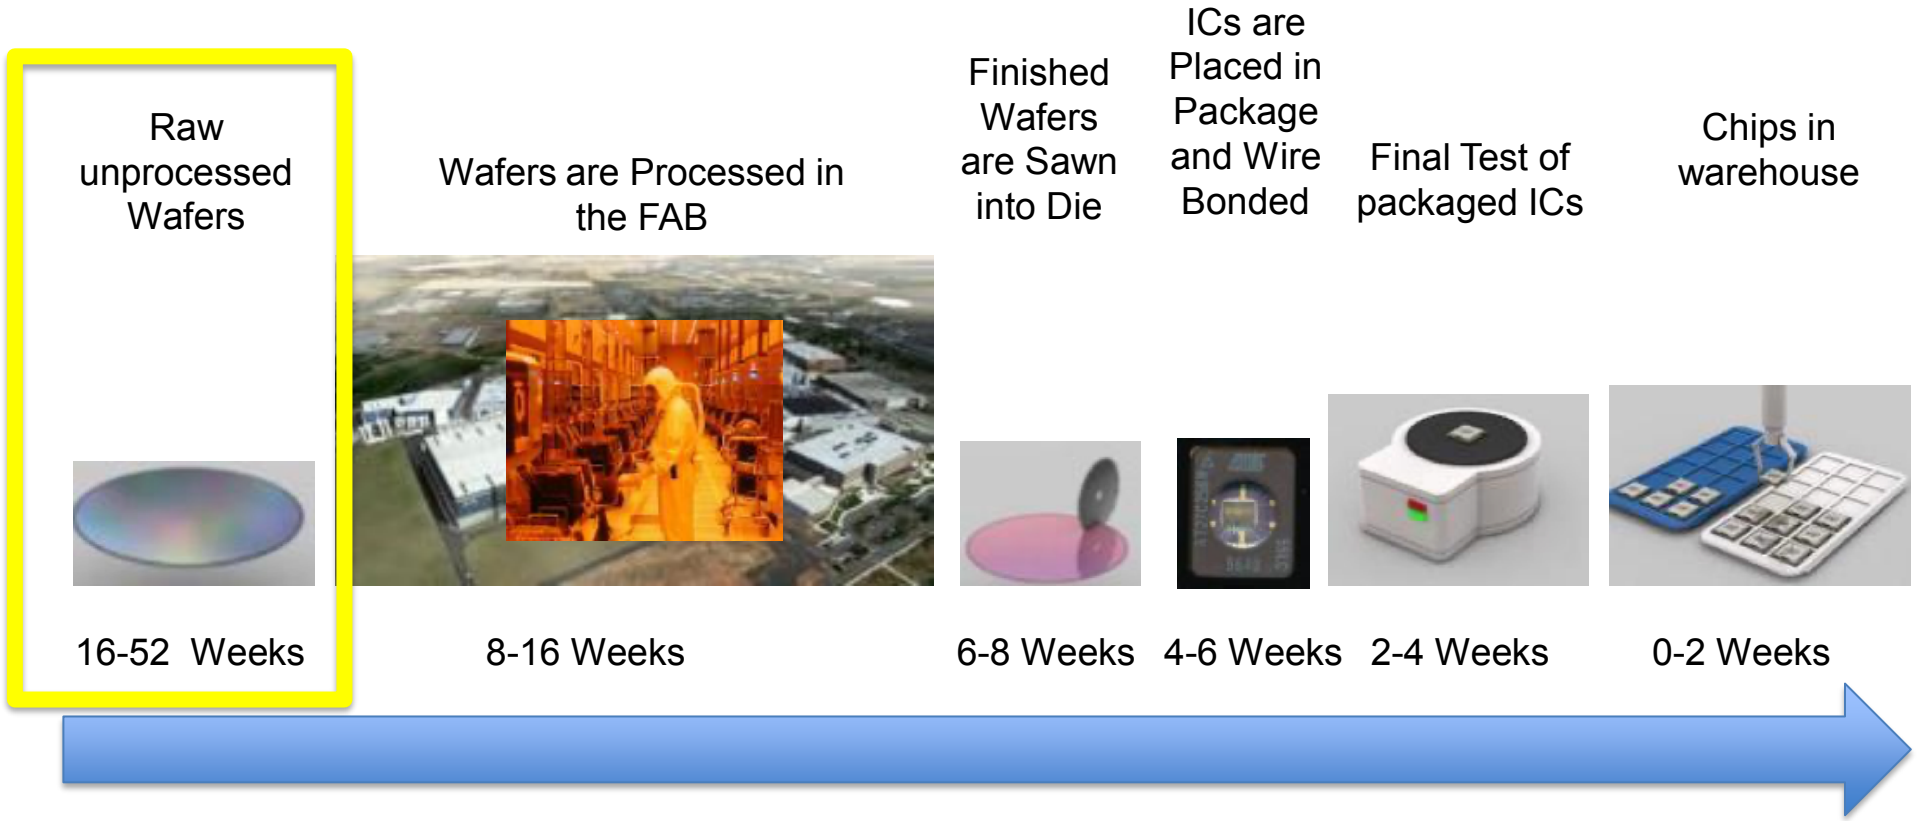 Raw
unprocessed
Wafers
Wafers are Processed in
the FAB
Finished
Wafers
are Sawn
into Die
ICs are
Placed in
Package
and Wire
Bonded
Final Test of
packaged ICs
Chips in
warehouse
16-52 Weeks
8-16 Weeks
6-8 Weeks
4-6 Weeks
2-4 Weeks
0-2 Weeks